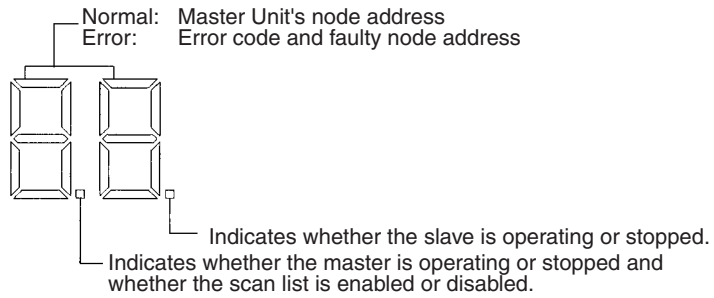 Normal: Master Unit's node address
Error: Error code and faulty node address
Indicates whether the slave is operating or stopped.
Indicates whether the master is operating or stopped and
whether the scan list is enabled or disabled.